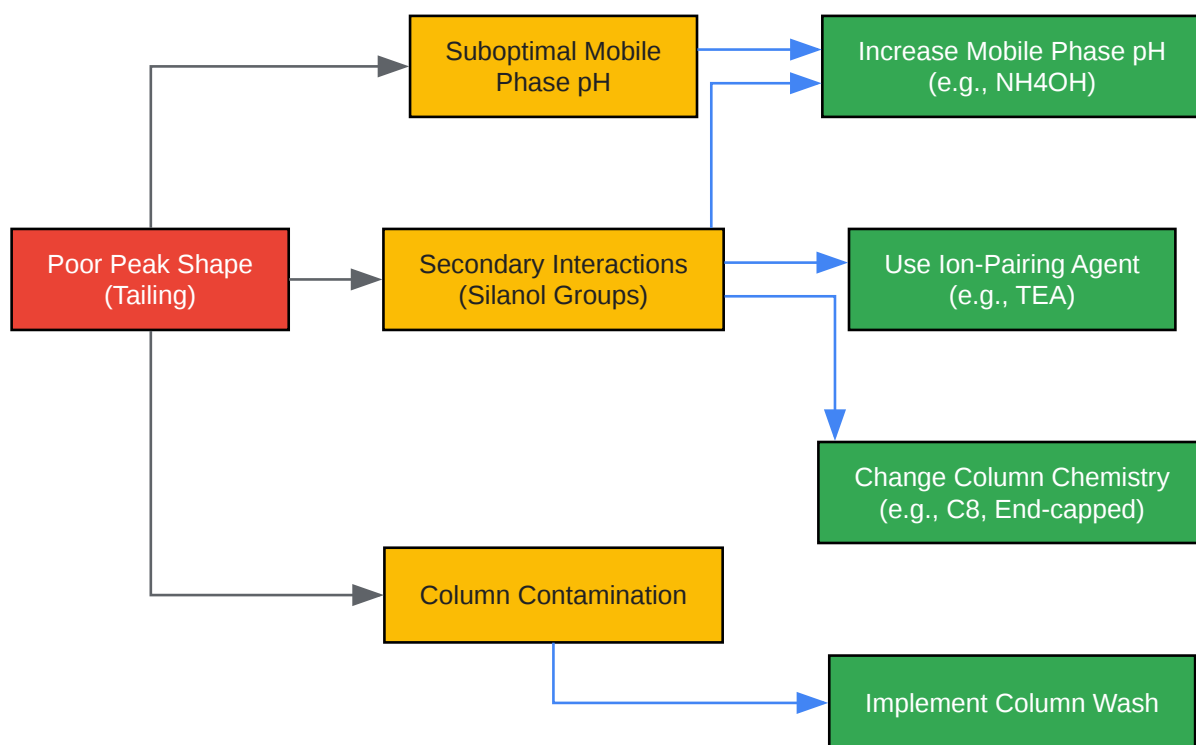 Suboptimal Mobile
Phase pH
Increase Mobile Phase pH
(e.g., NH4OH)
Poor Peak Shape
(Tailing)
Secondary Interactions
(Silanol Groups)
Use Ion-Pairing Agent
(e.g., TEA)
Change Column Chemistry
(e.g., C8, End-capped)
Column Contamination
Implement Column Wash